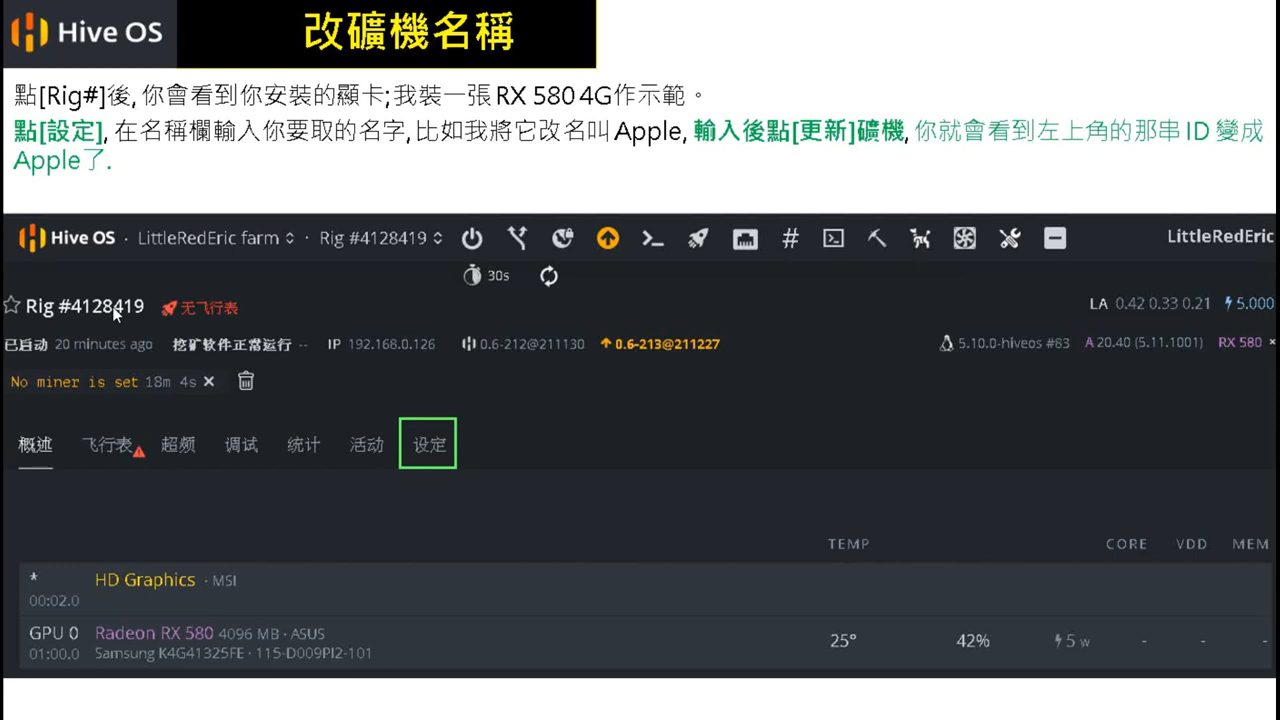 Hive OS
改礦機名稱
點[Rig#]後, 你會看到你安裝的顯卡;我裝一張 RX 580 4G作示範。
點[設定], 在名稱欄輸入你要取的名字, 比如我將它改名叫 Apple, 輸入後點[更新]礦機, 你就會看到左上角的那串 ID 變成
Apple了.
Hive OS · LittleRedEric farm · Rig #4128419 LittleRedEric
30s
Rig #4128419 无飞行表 LA 0.42 0.33 0.21 5.000
已启动 20 minutes ago 挖矿软件正常运行 -- IP 192.168.0.126 0.6-212@211130 0.6-213@211227 5.10.0-hiveos #83 A 20.40 (5.11.1001) RX 580 ×
No miner is set 18m 4s ×
概述 飞行表 超频 调试 统计 活动 设定
TEMP CORE VDD MEM
* HD Graphics · MSI
00:02.0
GPU 0 Radeon RX 580 4096 MB · ASUS 25° 42% 5 w - - -
01:00.0 Samsung K4G41325FE · 115-D009PI2-101